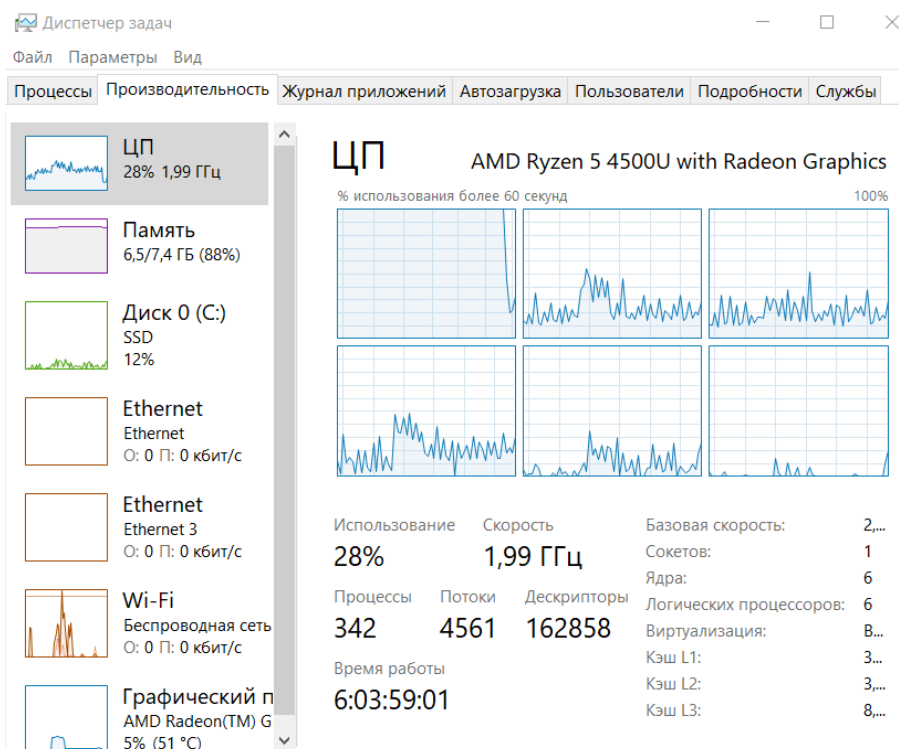 Диспетчер задач
Файл Параметры Вид
Процессы Производительность Журнал приложений Автозагрузка Пользователи Подробности Службы
ЦП
28% 1,99 ГГц
Память
6,5/7,4 ГБ (88%)
Диск 0 (C:)
SSD
12%
Ethernet
Ethernet
О: 0 П: 0 кбит/с
Ethernet
Ethernet 3
О: 0 П: 0 кбит/с
Wi-Fi
Беспроводная сеть
О: 0 П: 0 кбит/с
Графический п
AMD Radeon(TM) G
5% (51 °C)
ЦП AMD Ryzen 5 4500U with Radeon Graphics
% использования более 60 секунд 100%
Использование Скорость
28% 1,99 ГГц
Процессы Потоки Дескрипторы
342 4561 162858
Время работы
6:03:59:01
Базовая скорость: 2,...
Сокетов: 1
Ядра: 6
Логических процессоров: 6
Виртуализация: В...
Кэш L1: 3...
Кэш L2: 3,...
Кэш L3: 8,...